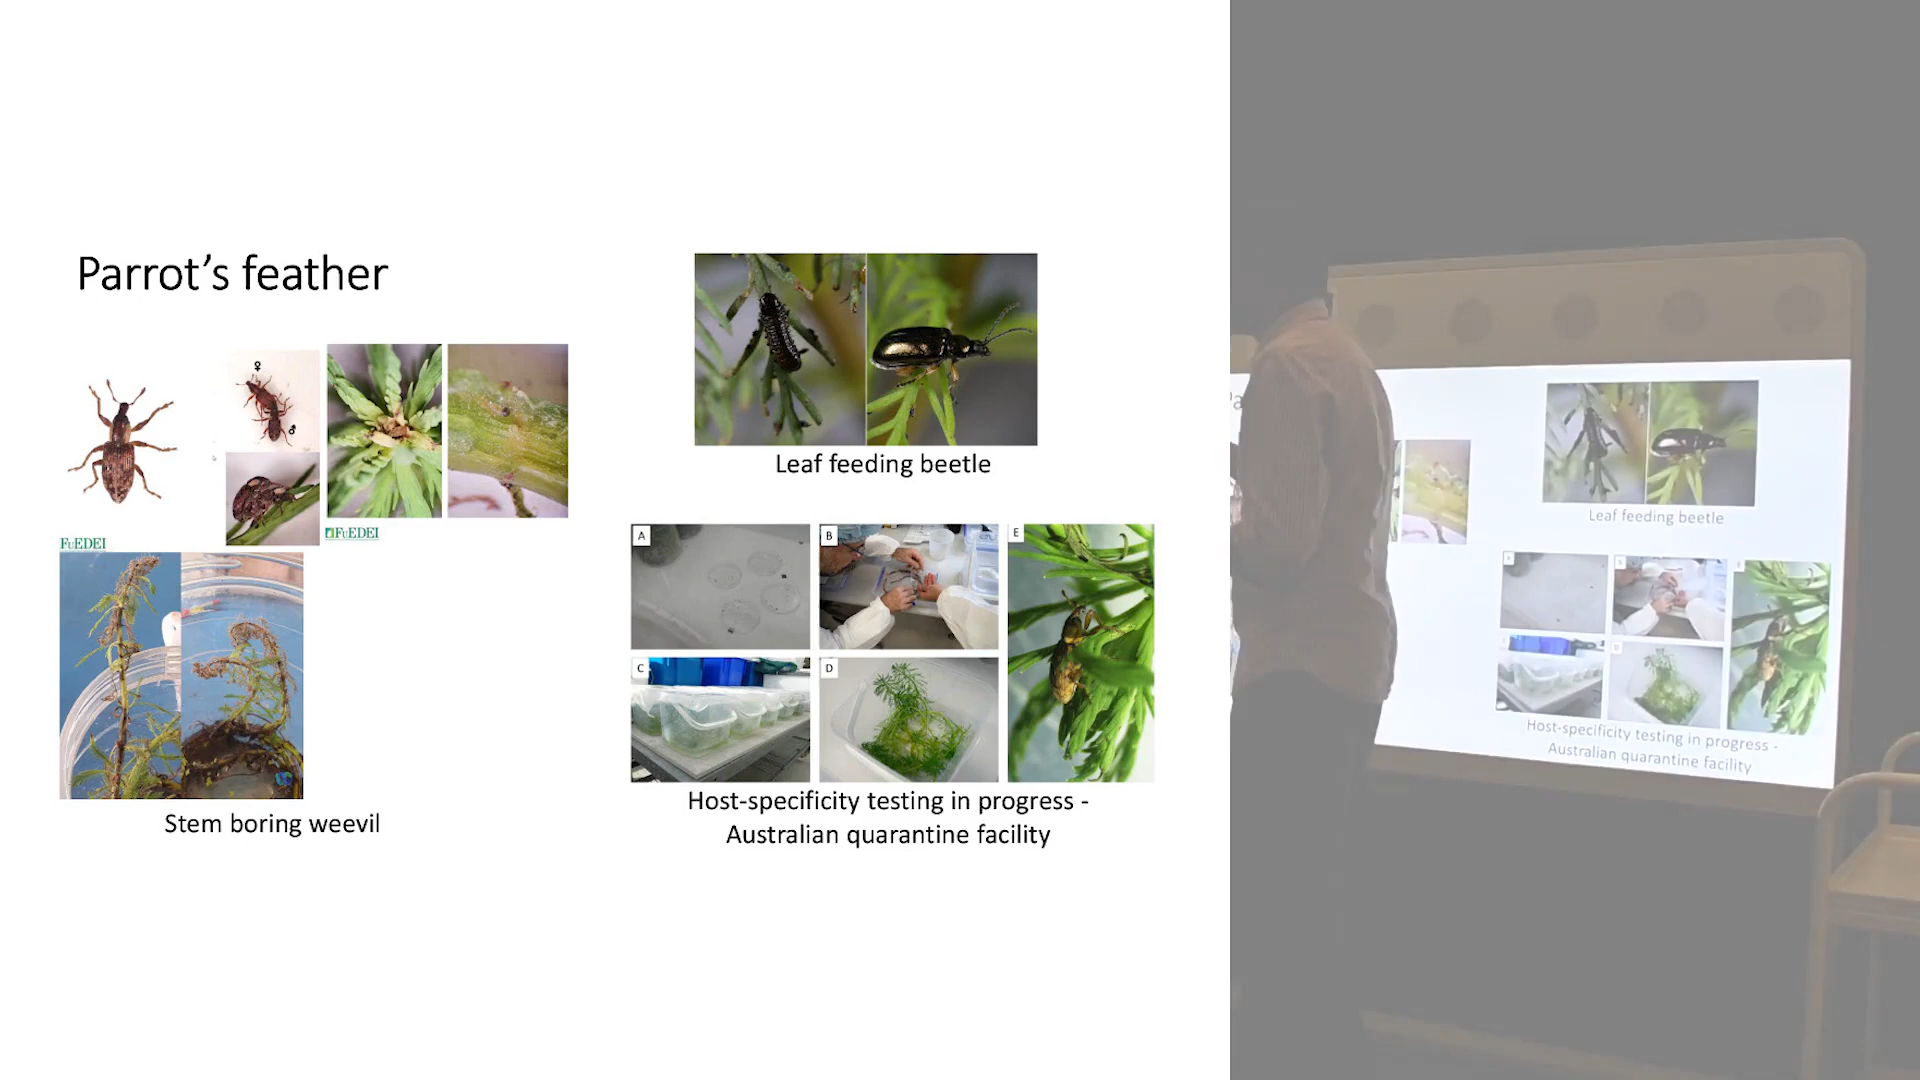 Parrot’s feather
♀
♂
FuEDEI
FuEDEI
Stem boring weevil
Leaf feeding beetle
A
B
E
C
D
Host-specificity testing in progress -
Australian quarantine facility
Pa
Leaf feeding beetle
Host-specificity testing in progress -
Australian quarantine facility